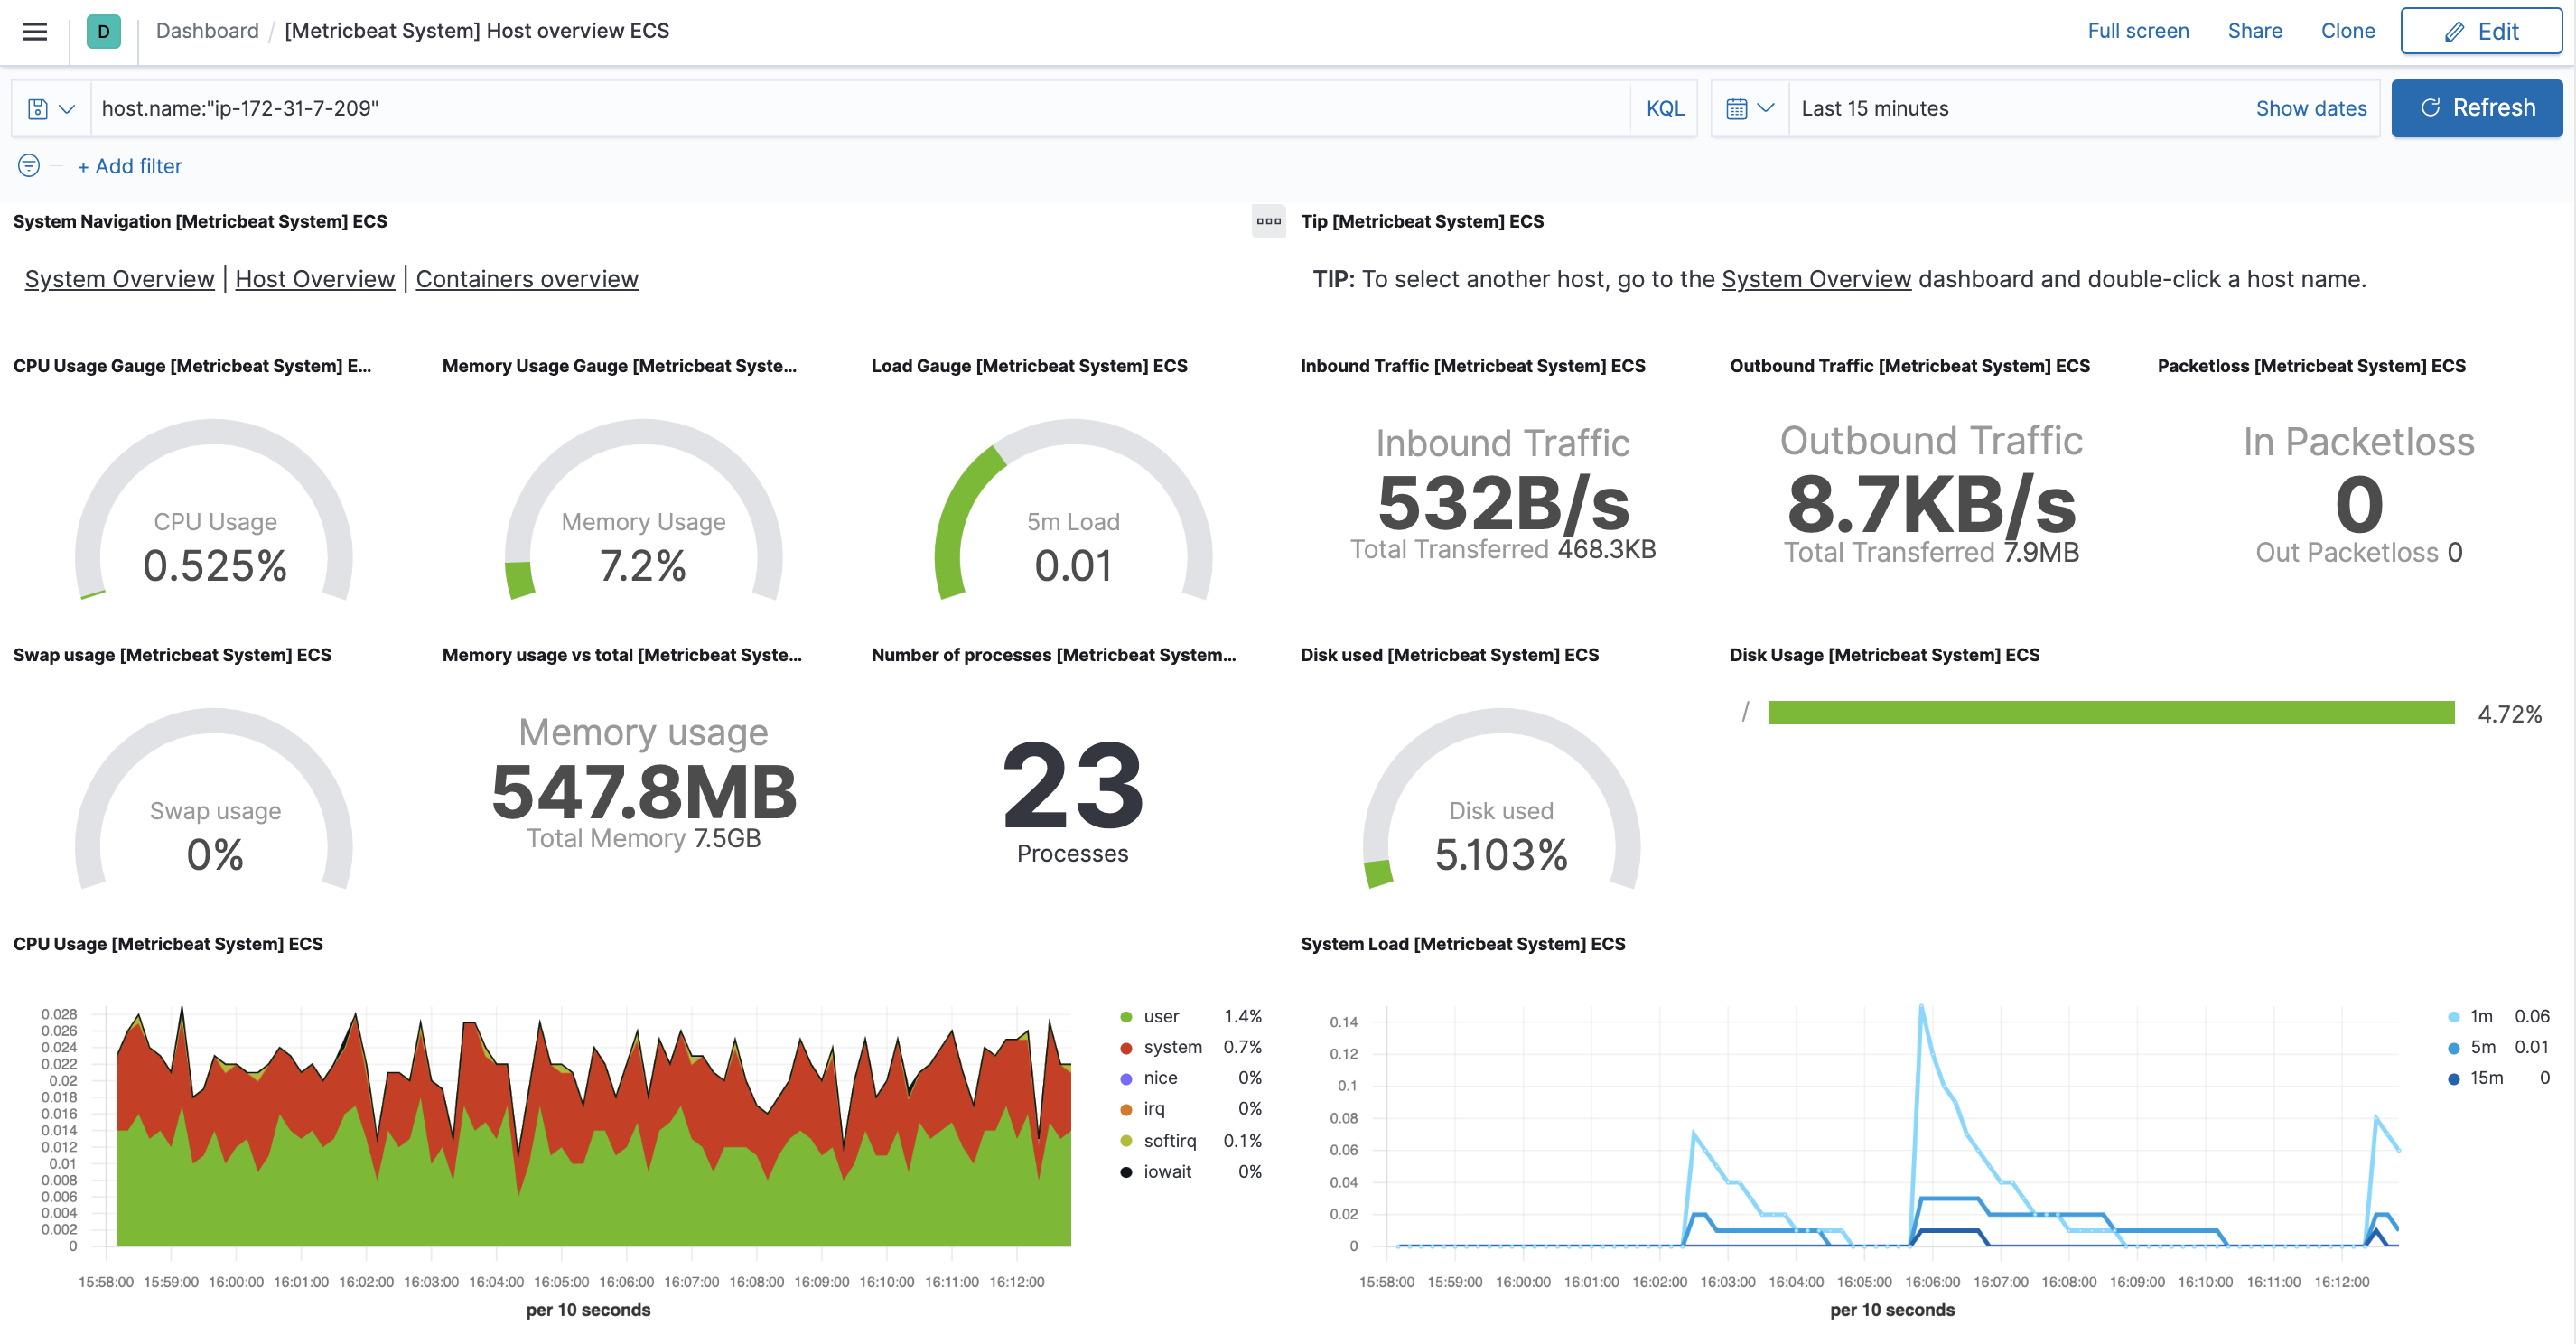 D Dashboard / [Metricbeat System] Host overview ECS Full screen Share Clone Edit
host.name:"ip-172-31-7-209" KQL Last 15 minutes Show dates Refresh
+ Add filter
System Navigation [Metricbeat System] ECS
Tip [Metricbeat System] ECS
System Overview | Host Overview | Containers overview
TIP: To select another host, go to the System Overview dashboard and double-click a host name.
CPU Usage Gauge [Metricbeat System] E...
CPU Usage
0.525%
Memory Usage Gauge [Metricbeat Syste...
Memory Usage
7.2%
Load Gauge [Metricbeat System] ECS
5m Load
0.01
Inbound Traffic [Metricbeat System] ECS
Inbound Traffic
532B/s
Total Transferred 468.3KB
Outbound Traffic [Metricbeat System] ECS
Outbound Traffic
8.7KB/s
Total Transferred 7.9MB
Packetloss [Metricbeat System] ECS
In Packetloss
0
Out Packetloss 0
Swap usage [Metricbeat System] ECS
Swap usage
0%
Memory usage vs total [Metricbeat Syste...
Memory usage
547.8MB
Total Memory 7.5GB
Number of processes [Metricbeat System...
23
Processes
Disk used [Metricbeat System] ECS
Disk used
5.103%
Disk Usage [Metricbeat System] ECS
/ 4.72%
CPU Usage [Metricbeat System] ECS
0.028
0.026
0.024
0.022
0.02
0.018
0.016
0.014
0.012
0.01
0.008
0.006
0.004
0.002
0
15:58:00 15:59:00 16:00:00 16:01:00 16:02:00 16:03:00 16:04:00 16:05:00 16:06:00 16:07:00 16:08:00 16:09:00 16:10:00 16:11:00 16:12:00
per 10 seconds
user 1.4%
system 0.7%
nice 0%
irq 0%
softirq 0.1%
iowait 0%
System Load [Metricbeat System] ECS
0.14
0.12
0.1
0.08
0.06
0.04
0.02
0
15:58:00 15:59:00 16:00:00 16:01:00 16:02:00 16:03:00 16:04:00 16:05:00 16:06:00 16:07:00 16:08:00 16:09:00 16:10:00 16:11:00 16:12:00
per 10 seconds
1m 0.06
5m 0.01
15m 0